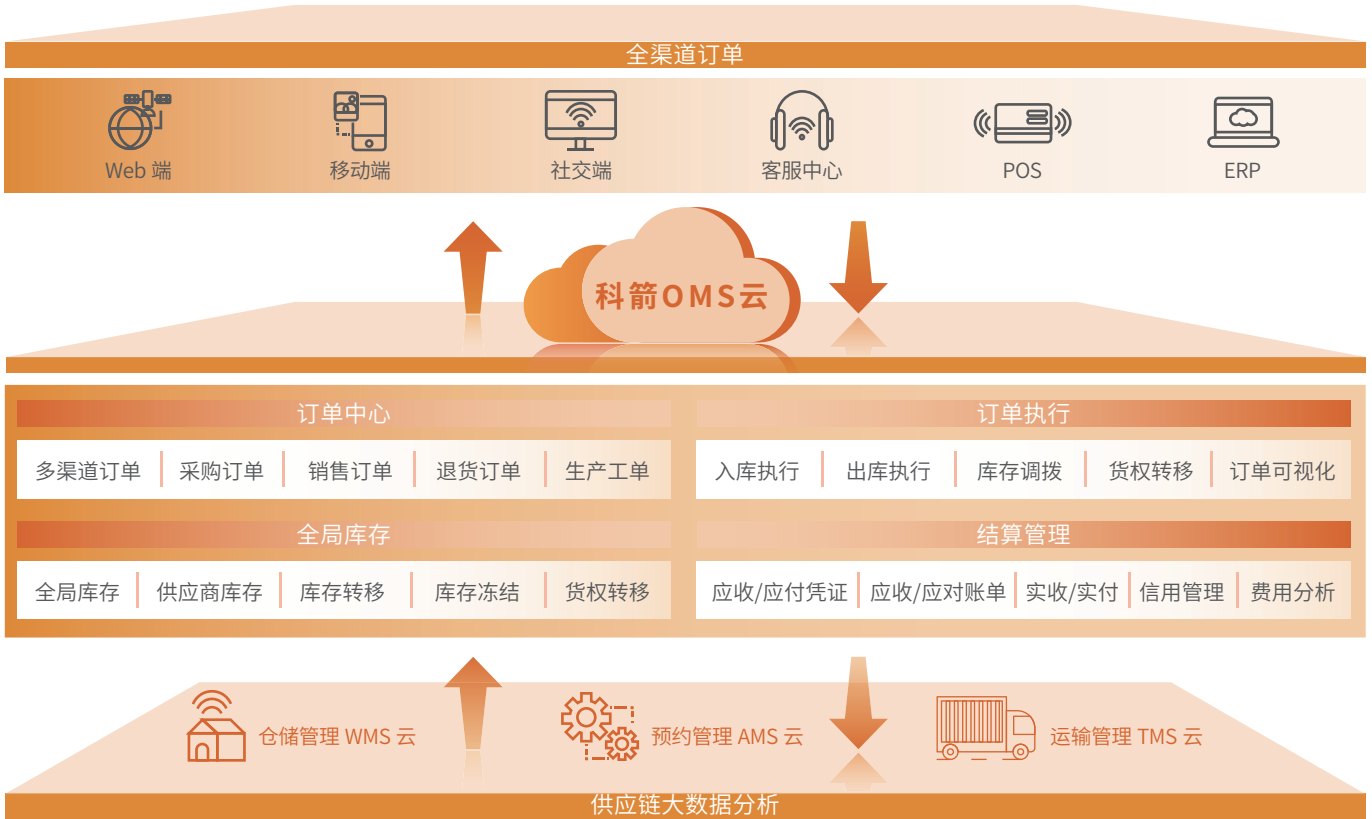 全渠道订单
Web 端 移动端 社交端 客服中心 POS ERP
科箭OMS云
订单中心 订单执行
多渠道订单 采购订单 销售订单 退货订单 生产工单 入库执行 出库执行 库存调拨 货权转移 订单可视化
全局库存 结算管理
全局库存 供应商库存 库存转移 库存冻结 货权转移 应收/应付凭证 应收/应对账单 实收/实付 信用管理 费用分析
仓储管理 WMS 云 预约管理 AMS 云 运输管理 TMS 云
供应链大数据分析